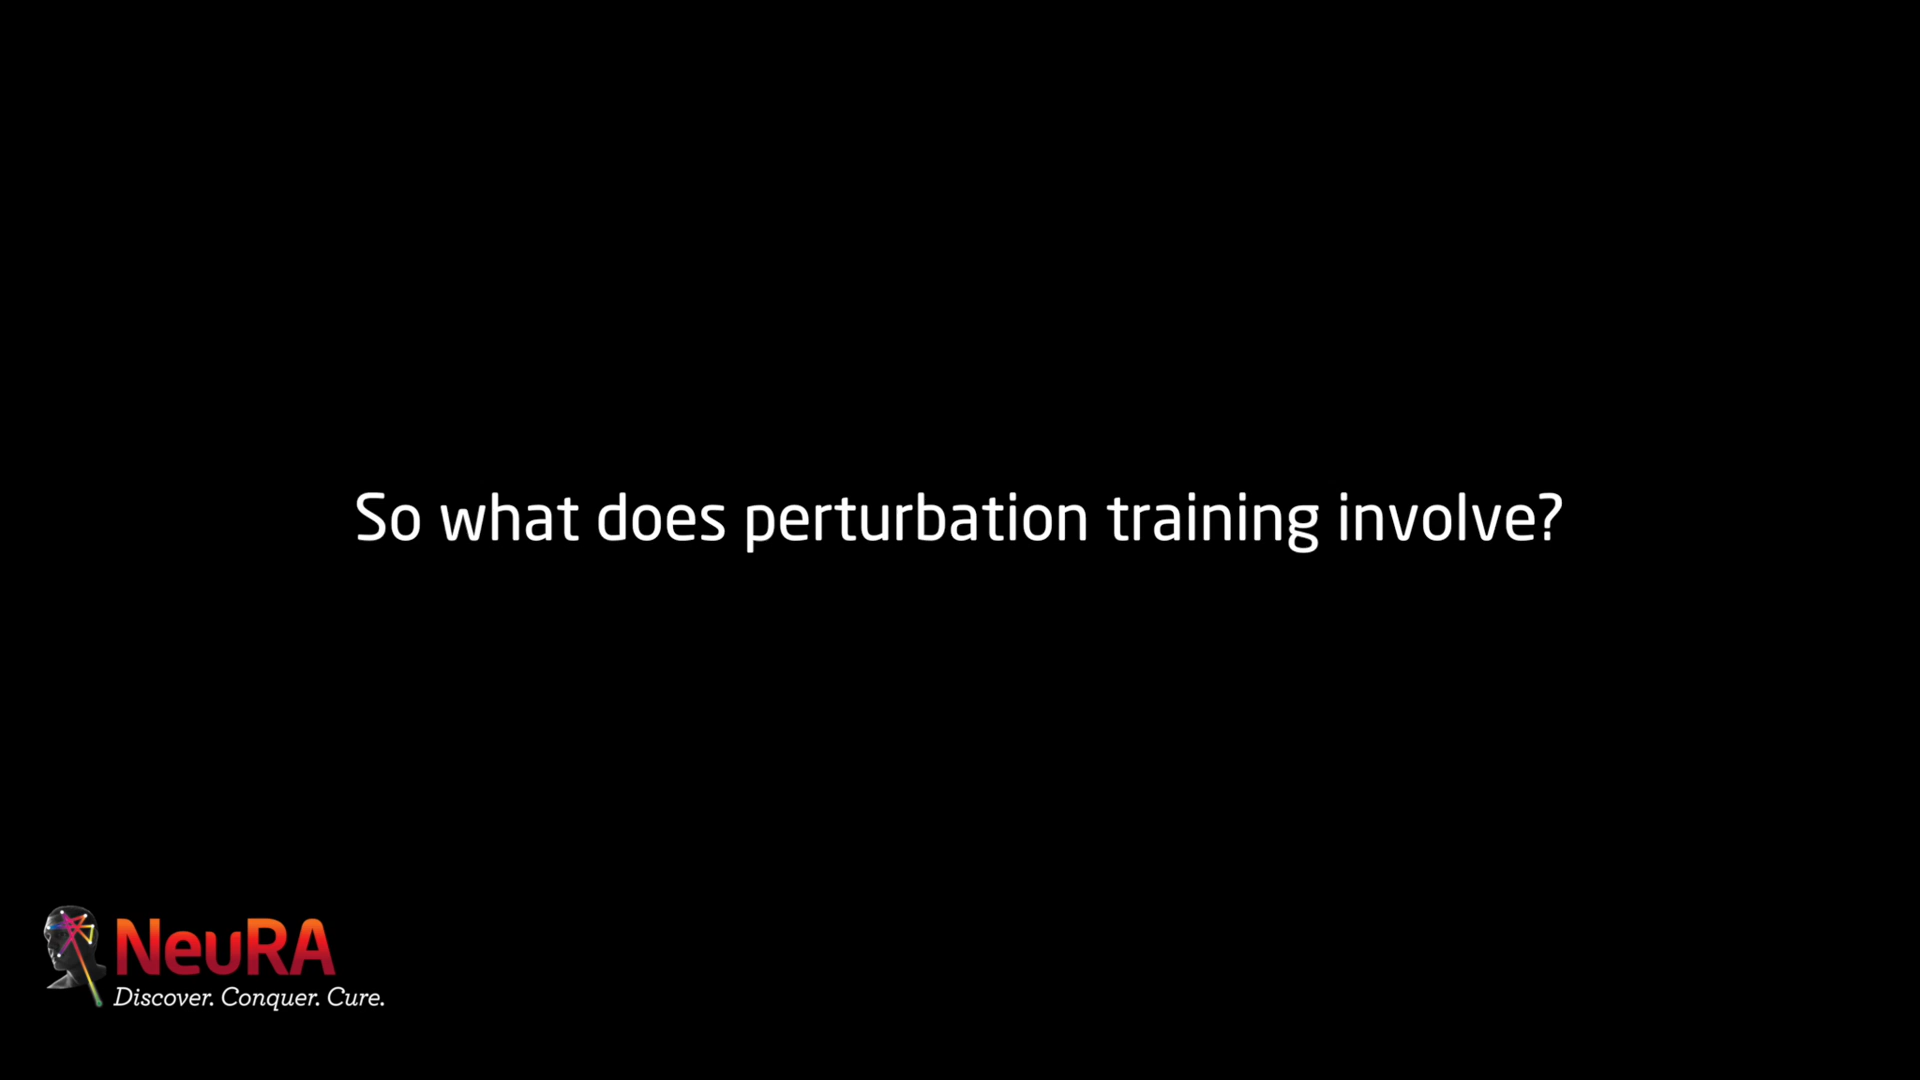 So what does perturbation training involve?
NeuRA
Discover. Conquer. Cure.